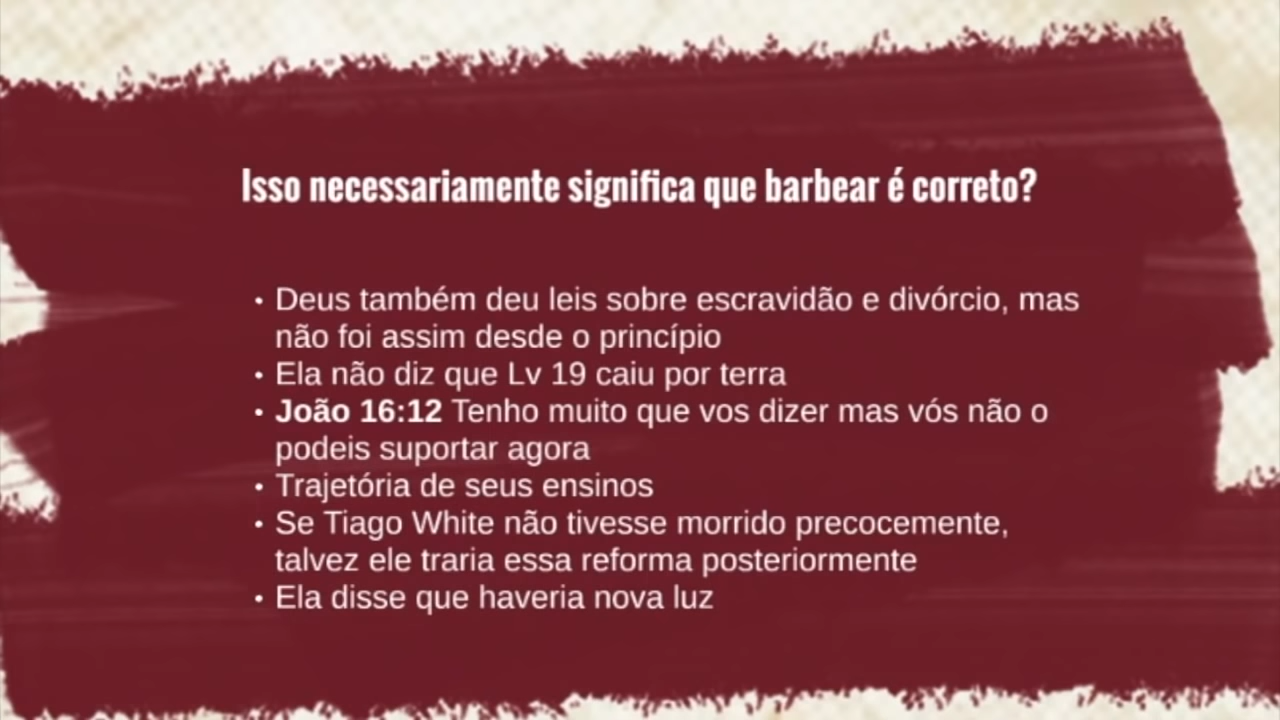 Isso necessariamente significa que barbear é correto?
• Deus também deu leis sobre escravidão e divórcio, mas
não foi assim desde o princípio
• Ela não diz que Lv 19 caiu por terra
• João 16:12 Tenho muito que vos dizer mas vós não o
podeis suportar agora
• Trajetória de seus ensinos
• Se Tiago White não tivesse morrido precocemente,
talvez ele traria essa reforma posteriormente
• Ela disse que haveria nova luz